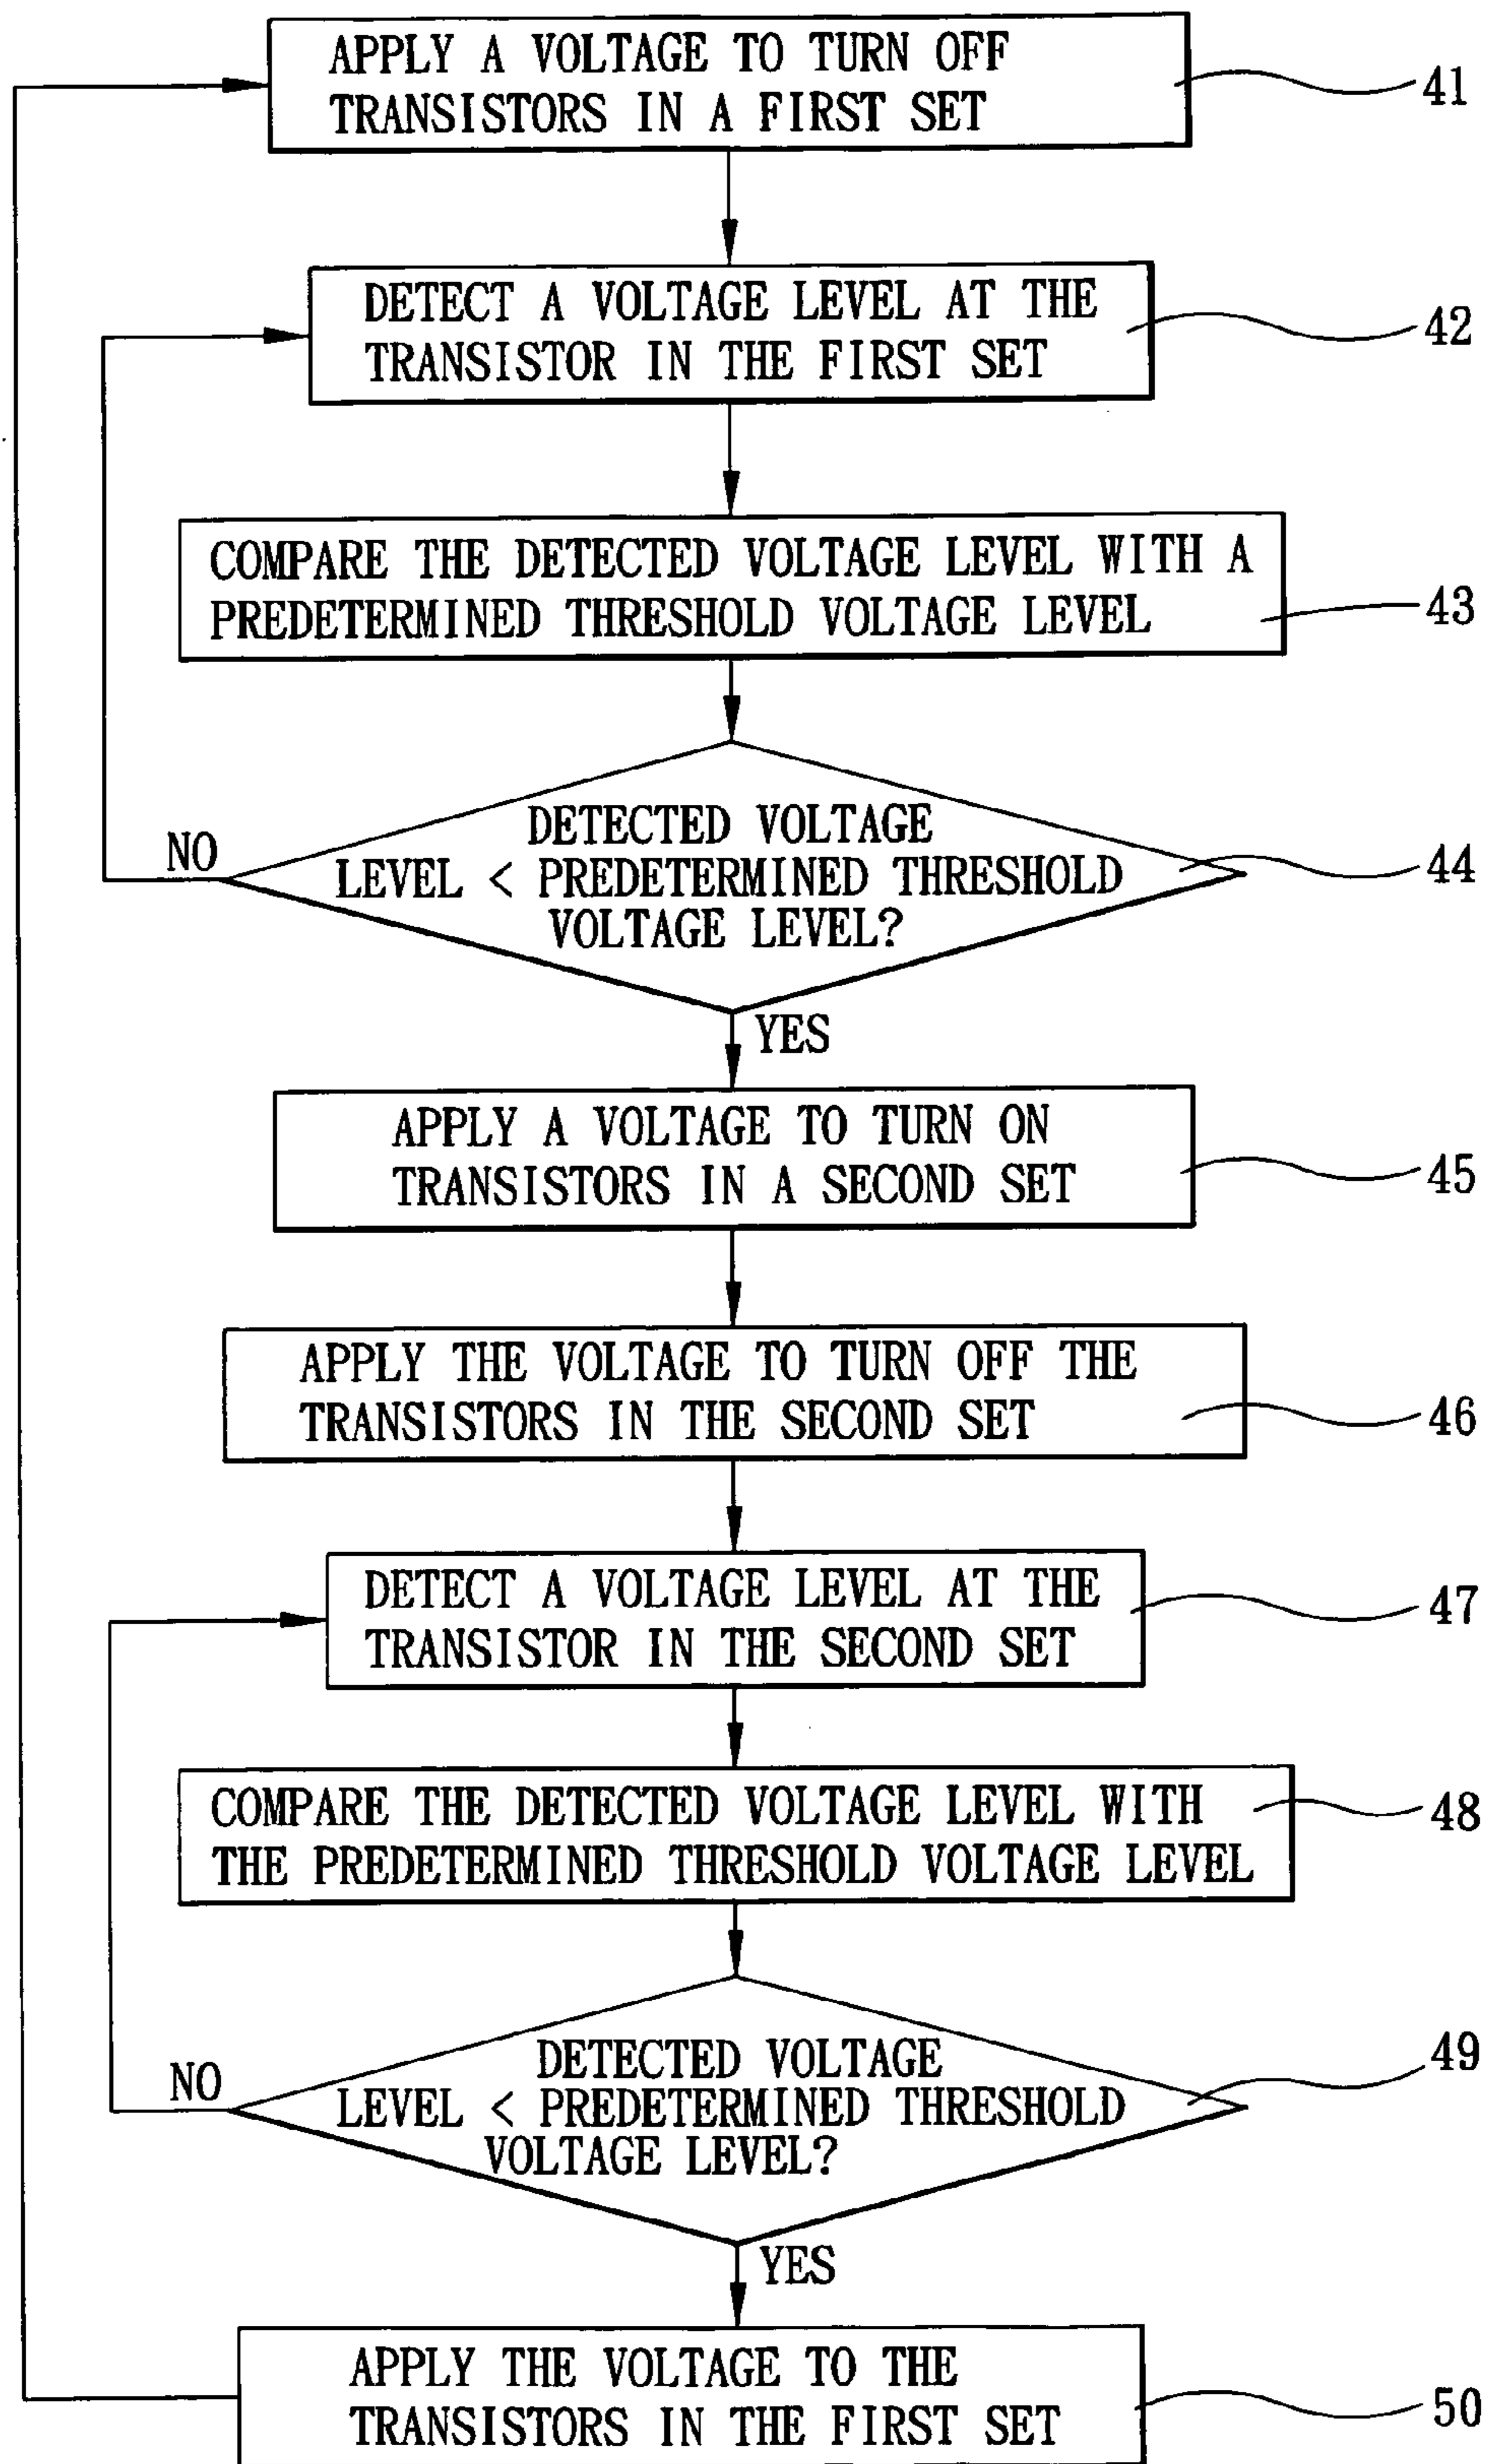 APPLY A VOLTAGE TO TURN OFF
TRANSISTORS IN A FIRST SET
41
DETECT A VOLTAGE LEVEL AT THE
TRANSISTOR IN THE FIRST SET
42
COMPARE THE DETECTED VOLTAGE LEVEL WITH A
PREDETERMINED THRESHOLD VOLTAGE LEVEL
43
NO
DETECTED VOLTAGE
LEVEL < PREDETERMINED THRESHOLD
VOLTAGE LEVEL?
44
YES
APPLY A VOLTAGE TO TURN ON
TRANSISTORS IN A SECOND SET
45
APPLY THE VOLTAGE TO TURN OFF THE
TRANSISTORS IN THE SECOND SET
46
DETECT A VOLTAGE LEVEL AT THE
TRANSISTOR IN THE SECOND SET
47
COMPARE THE DETECTED VOLTAGE LEVEL WITH
THE PREDETERMINED THRESHOLD VOLTAGE LEVEL
48
NO
DETECTED VOLTAGE
LEVEL < PREDETERMINED THRESHOLD
VOLTAGE LEVEL?
49
YES
APPLY THE VOLTAGE TO THE
TRANSISTORS IN THE FIRST SET
50